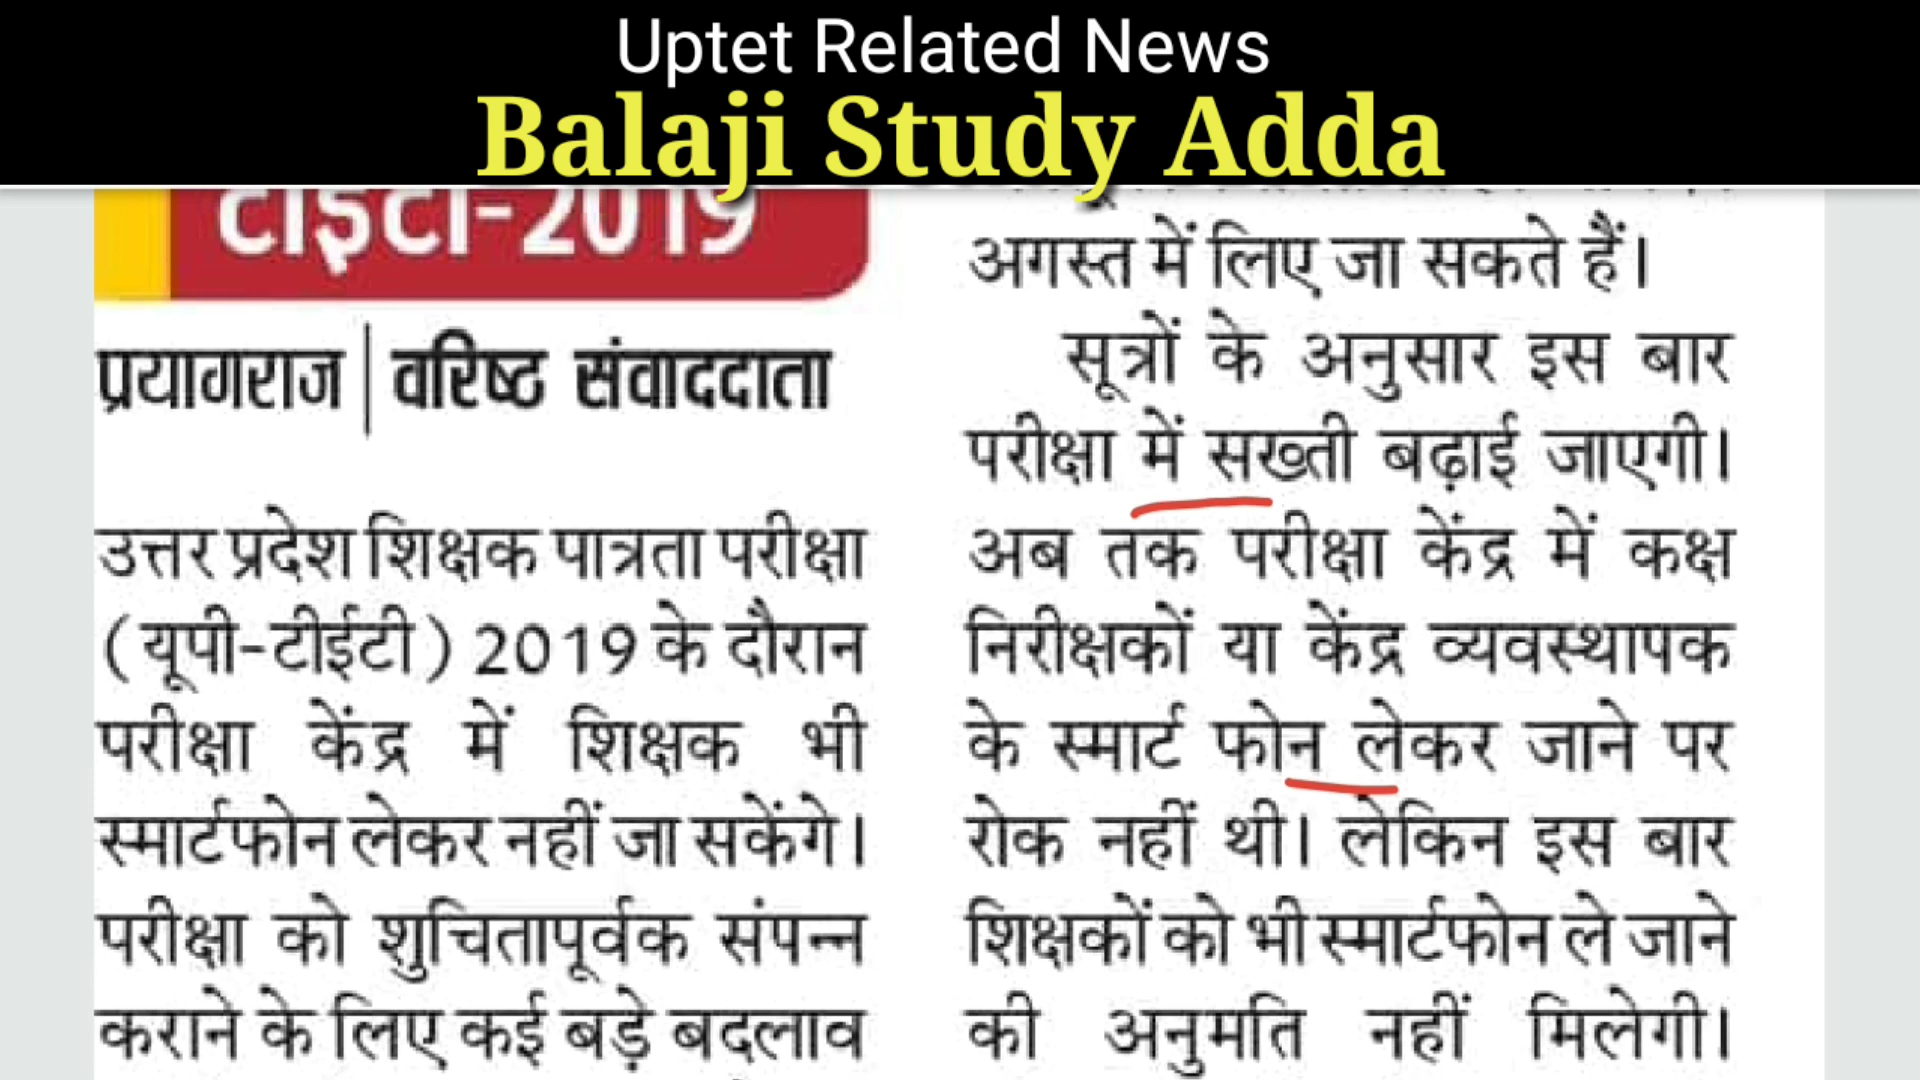 Uptet Related News
Balaji Study Adda
टीईटी-2019
प्रयागराज | वरिष्ठ संवाददाता
उत्तर प्रदेश शिक्षक पात्रता परीक्षा
(यूपी-टीईटी) 2019 के दौरान
परीक्षा केंद्र में शिक्षक भी
स्मार्टफोन लेकर नहीं जा सकेंगे।
परीक्षा को शुचितापूर्वक संपन्न
कराने के लिए कई बड़े बदलाव
अगस्त में लिए जा सकते हैं।
सूत्रों के अनुसार इस बार
परीक्षा में सख्ती बढ़ाई जाएगी।
अब तक परीक्षा केंद्र में कक्ष
निरीक्षकों या केंद्र व्यवस्थापक
के स्मार्ट फोन लेकर जाने पर
रोक नहीं थी। लेकिन इस बार
शिक्षकों को भी स्मार्टफोन ले जाने
की अनुमति नहीं मिलेगी।